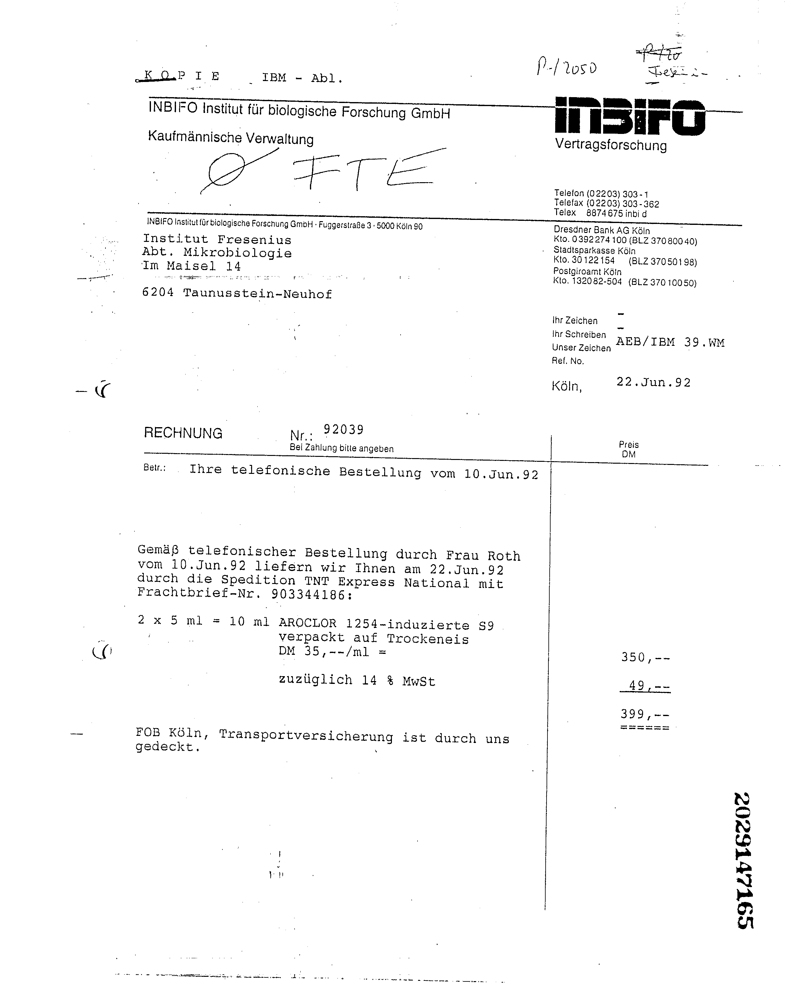 P-12050
K O P I E IBM - Abl.
INBIFO Institut für biologische Forschung GmbH
INBIFO
Kaufmännische Verwaltung
Vertragsforschung
Ø FTE
Telefon (02203) 303-1
Telefax (02203) 303-362
Telex 8874675 inbi d
INBIFO Institut für biologische Forschung GmbH · Fuggerstraße 3 · 5000 Köln 90
Dresdner Bank AG Köln
Kto. 0392274100 (BLZ 37080040)
Stadtsparkasse Köln
Kto. 30122154 (BLZ 37050198)
Postgiroamt Köln
Kto. 132082-504 (BLZ 37010050)
Institut Fresenius
Abt. Mikrobiologie
Im Maisel 14
6204 Taunusstein-Neuhof
Ihr Zeichen –
Ihr Schreiben –
Unser Zeichen AEB/IBM 39.WM
Ref. No.
Köln, 22.Jun.92
RECHNUNG Nr.: 92039
Bei Zahlung bitte angeben
Preis
DM
Betr.: Ihre telefonische Bestellung vom 10.Jun.92
Gemäß telefonischer Bestellung durch Frau Roth
vom 10.Jun.92 liefern wir Ihnen am 22.Jun.92
durch die Spedition TNT Express National mit
Frachtbrief-Nr. 903344186:
2 x 5 ml = 10 ml AROCLOR 1254-induzierte S9
verpackt auf Trockeneis
DM 35,--/ml = 350,--
zuzüglich 14 % MwSt 49,--
399,--
======
FOB Köln, Transportversicherung ist durch uns
gedeckt.
2029147165